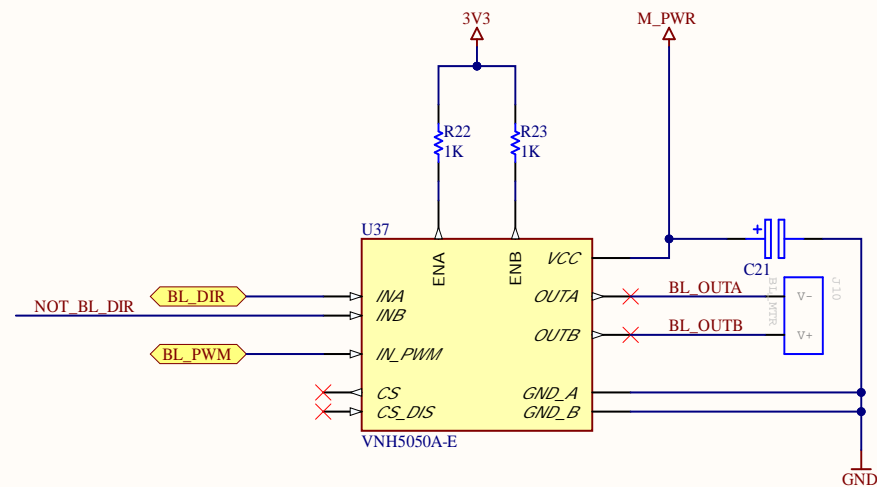 3V3
M_PWR
R22
1K
R23
1K
U37
ENA
ENB
VCC
+
C21
BL_DIR
INA
OUTA
BL_OUTA
V-
J10
BL_MTR
NOT_BL_DIR
INB
OUTB
BL_OUTB
V+
BL_PWM
IN_PWM
CS
GND_A
CS_DIS
GND_B
VNH5050A-E
GND